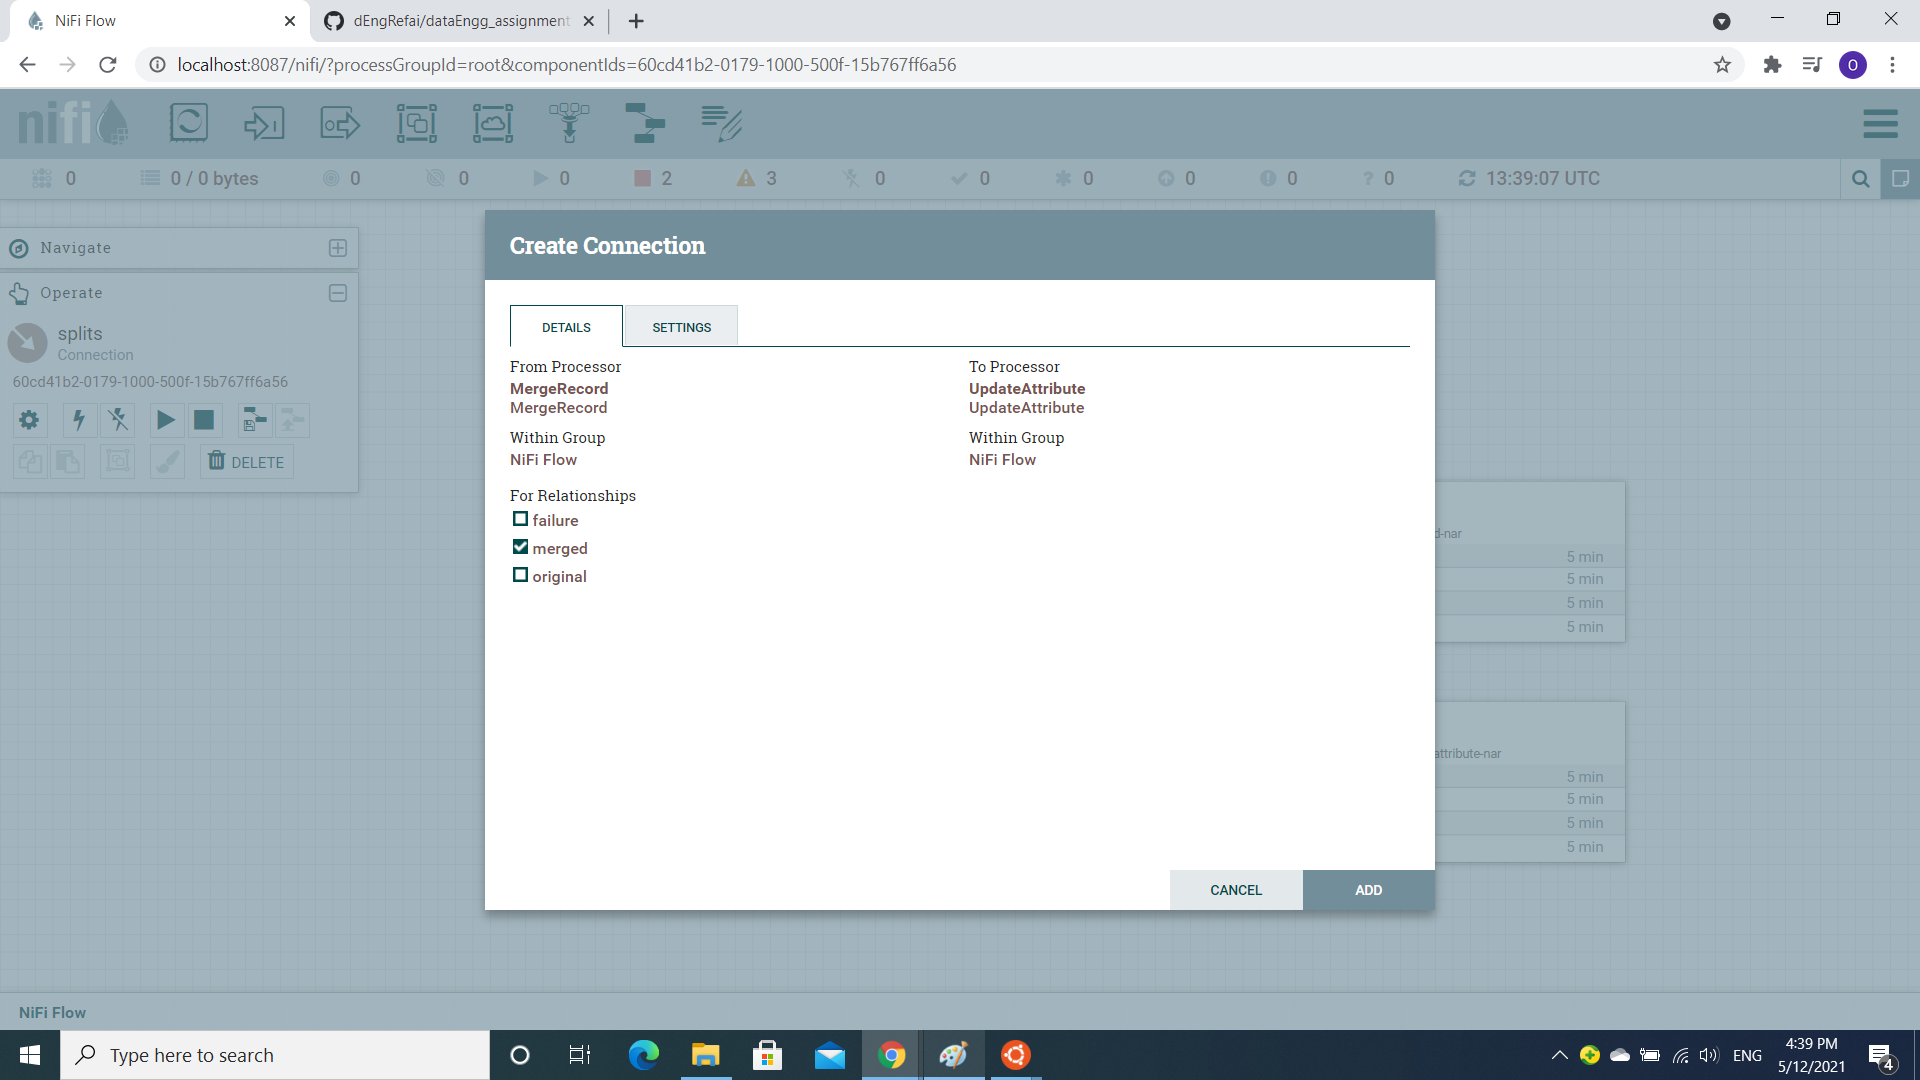 NiFi Flow
dEngRefai/dataEngg_assignment
localhost:8087/nifi/?processGroupId=root&componentIds=60cd41b2-0179-1000-500f-15b767ff6a56
O
nifi
0
0 / 0 bytes
0
0
0
2
3
0
0
0
0
0
? 0
13:39:07 UTC
Navigate
Operate
splits
Connection
60cd41b2-0179-1000-500f-15b767ff6a56
DELETE
Create Connection
DETAILS
SETTINGS
From Processor
MergeRecord
MergeRecord
Within Group
NiFi Flow
For Relationships
failure
merged
original
To Processor
UpdateAttribute
UpdateAttribute
Within Group
NiFi Flow
CANCEL
ADD
d-nar
5 min
5 min
5 min
5 min
attribute-nar
5 min
5 min
5 min
5 min
NiFi Flow
Type here to search
ENG
4:39 PM
5/12/2021
4